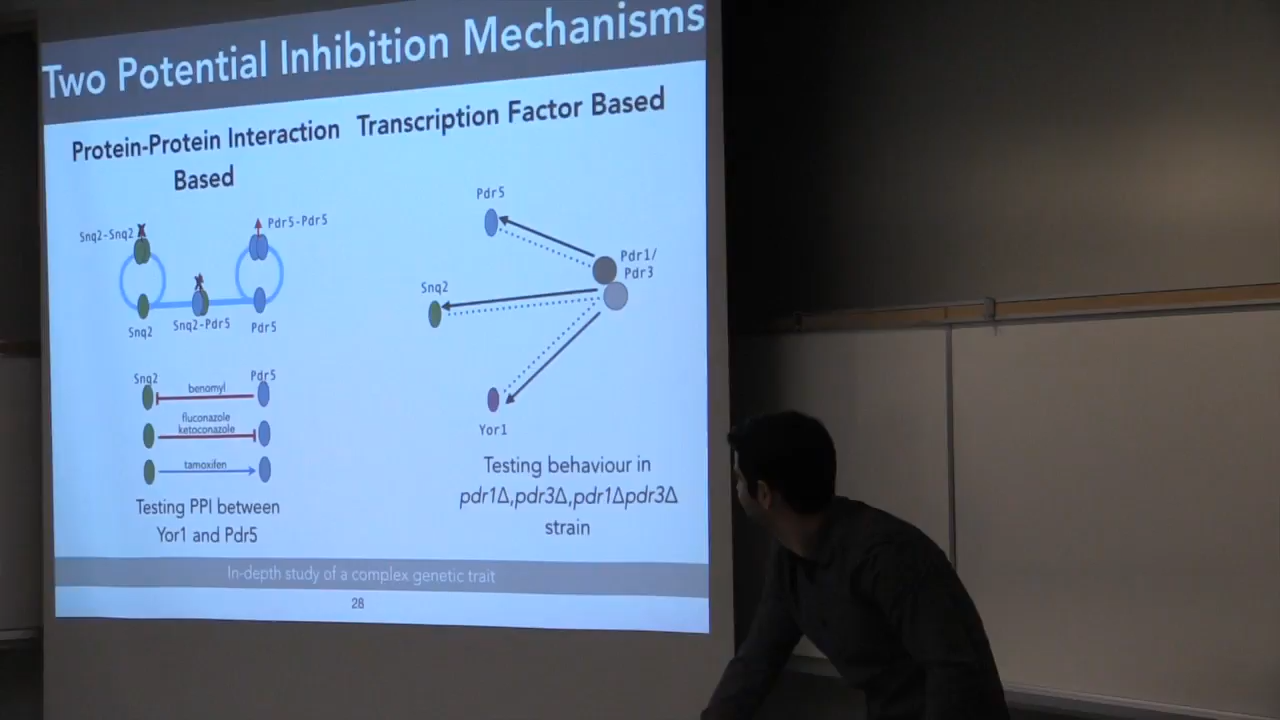 Two Potential Inhibition Mechanisms
Protein-Protein Interaction
Based
Snq2-Snq2
Pdr5-Pdr5
Snq2
Snq2-Pdr5
Pdr5
Snq2
Pdr5
benomyl
fluconazole
ketoconazole
tamoxifen
Testing PPI between
Yor1 and Pdr5
Transcription Factor Based
Pdr5
Pdr1/
Pdr3
Snq2
Yor1
Testing behaviour in
pdr1Δ,pdr3Δ,pdr1Δpdr3Δ
strain
In-depth study of a complex genetic trait
28